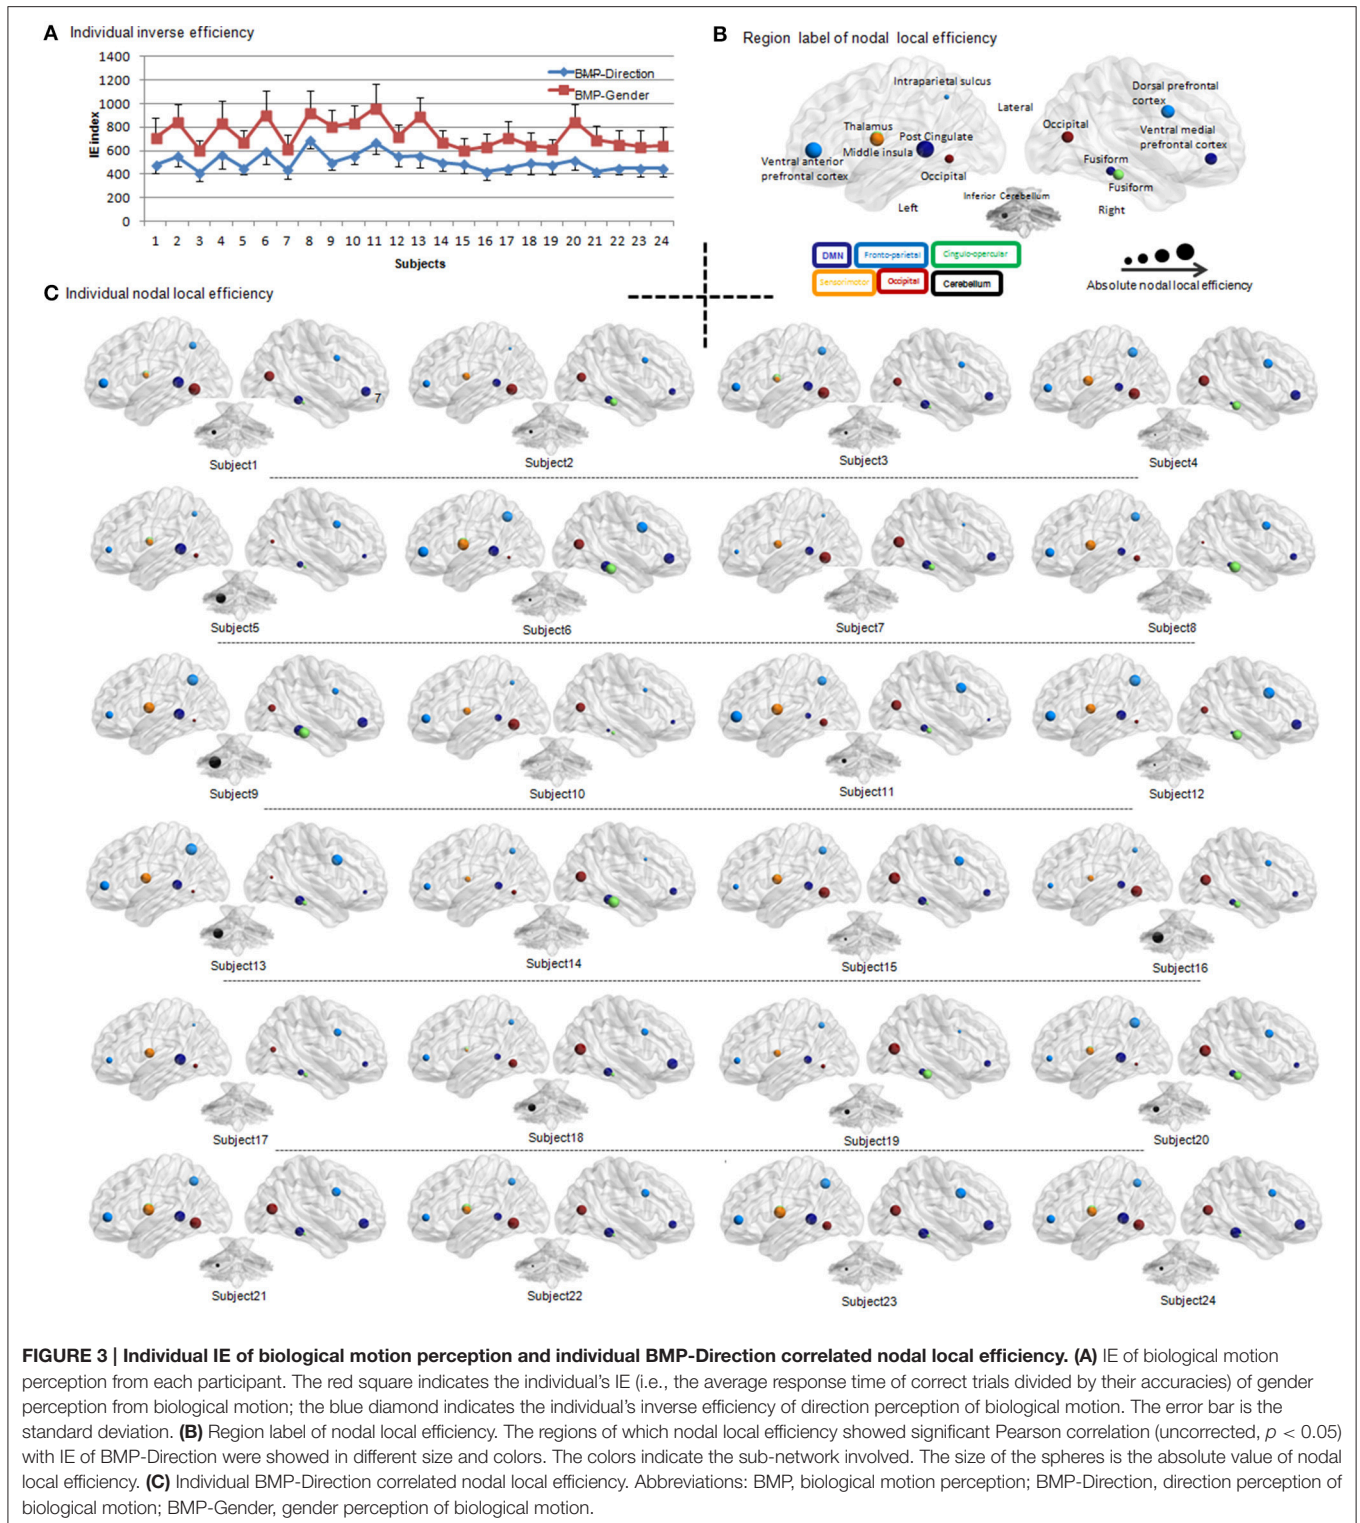 A Individual inverse efficiency
1400
1200
1000
800
600
400
200
0
IE index
BMP-Direction
BMP-Gender
1 2 3 4 5 6 7 8 9 10 11 12 13 14 15 16 17 18 19 20 21 22 23 24
Subjects
B Region label of nodal local efficiency
Intraparietal sulcus
Lateral
Dorsal prefrontal
cortex
Thalamus
Post Cingulate
Occipital
Ventral medial
prefrontal cortex
Middle insula
Ventral anterior
prefrontal cortex
Occipital
Fusiform
Fusiform
Inferior Cerebellum
Left
Right
DMN Fronto-parietal Cingulo-opercular
Sensorimotor Occipital Cerebellum
Absolute nodal local efficiency
C Individual nodal local efficiency
7
Subject1 Subject2 Subject3 Subject4
Subject5 Subject6 Subject7 Subject8
Subject9 Subject10 Subject11 Subject12
Subject13 Subject14 Subject15 Subject16
Subject17 Subject18 Subject19 Subject20
Subject21 Subject22 Subject23 Subject24
FIGURE 3 | Individual IE of biological motion perception and individual BMP-Direction correlated nodal local efficiency. (A) IE of biological motion
perception from each participant. The red square indicates the individual's IE (i.e., the average response time of correct trials divided by their accuracies) of gender
perception from biological motion; the blue diamond indicates the individual's inverse efficiency of direction perception of biological motion. The error bar is the
standard deviation. (B) Region label of nodal local efficiency. The regions of which nodal local efficiency showed significant Pearson correlation (uncorrected, p < 0.05)
with IE of BMP-Direction were showed in different size and colors. The colors indicate the sub-network involved. The size of the spheres is the absolute value of nodal
local efficiency. (C) Individual BMP-Direction correlated nodal local efficiency. Abbreviations: BMP, biological motion perception; BMP-Direction, direction perception of
biological motion; BMP-Gender, gender perception of biological motion.